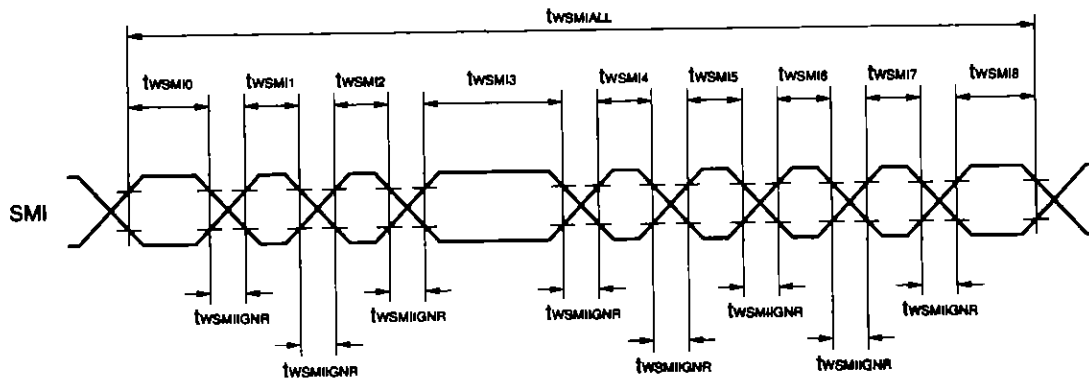 tWSMIALL
tWSMI0 tWSMI1 tWSMI2 tWSMI3 tWSMI4 tWSMI5 tWSMI6 tWSMI7 tWSMI8
SMI
tWSMIIGNR tWSMIIGNR tWSMIIGNR tWSMIIGNR tWSMIIGNR
tWSMIIGNR tWSMIIGNR tWSMIIGNR